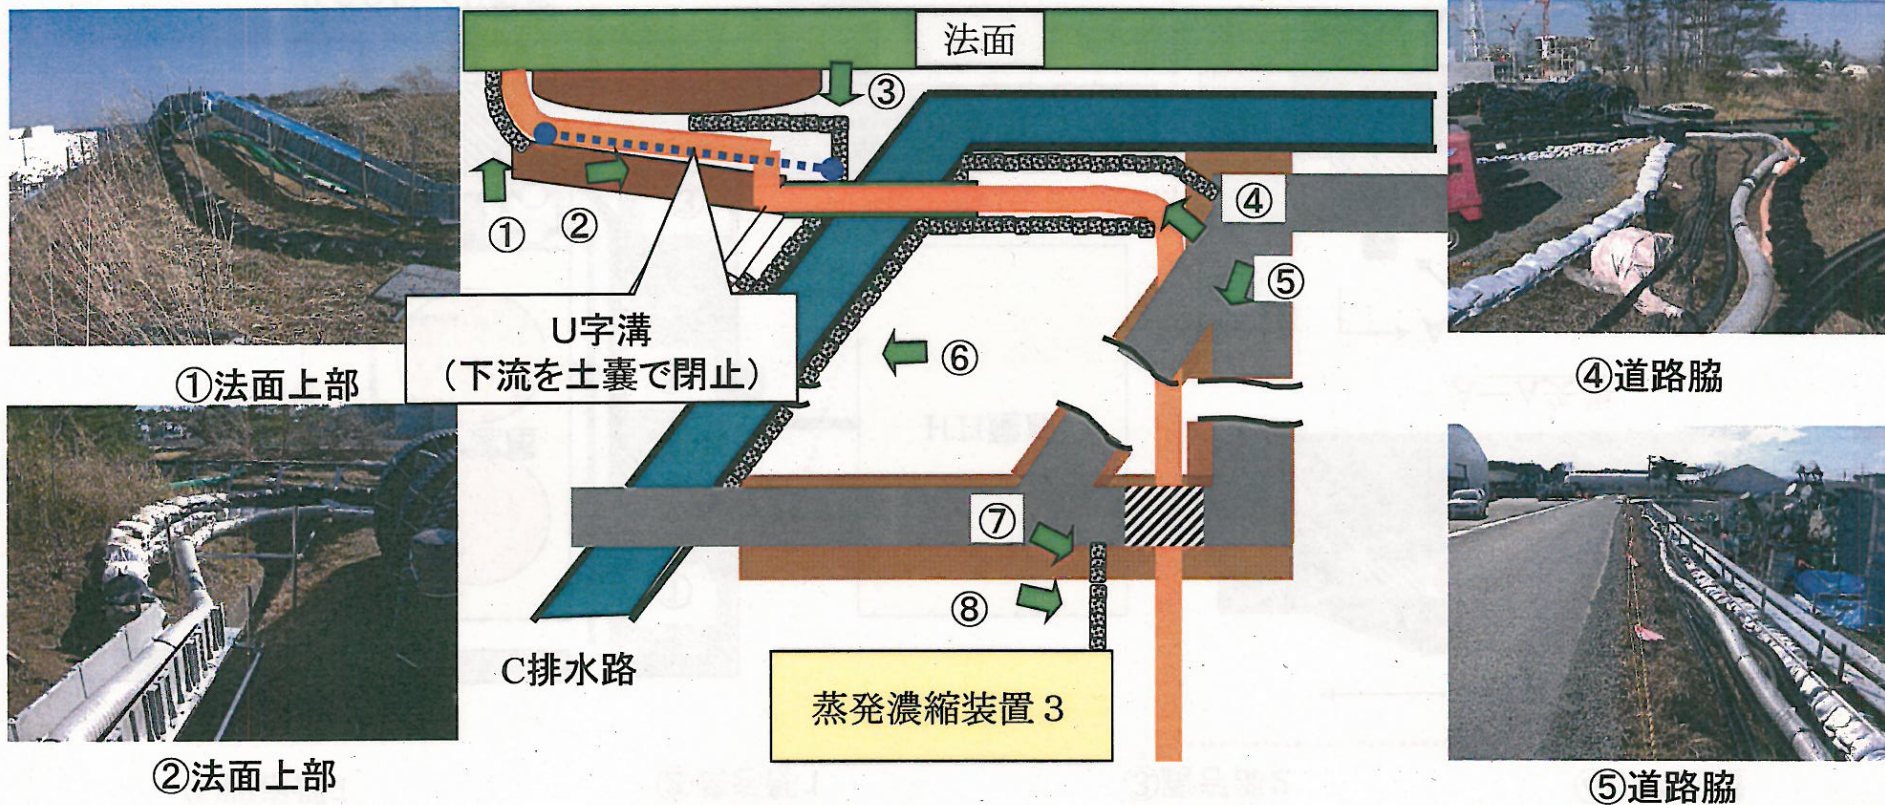 法面
③
①
②
④
⑤
U字溝
(下流を土嚢で閉止)
⑥
①法面上部
④道路脇
⑦
⑧
C排水路
蒸発濃縮装置3
②法面上部
⑤道路脇